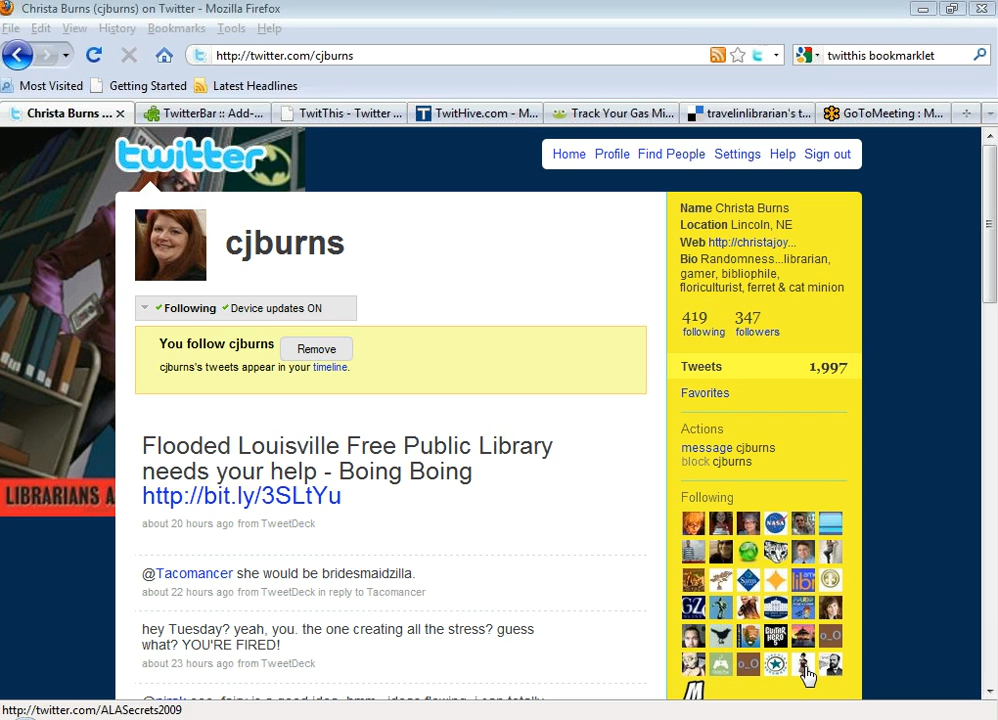 Christa Burns (cjburns) on Twitter - Mozilla Firefox
File Edit View History Bookmarks Tools Help
http://twitter.com/cjburns
twitthis bookmarklet
Most Visited Getting Started Latest Headlines
Christa Burns ... TwitterBar :: Add-... TwitThis - Twitter ... TwitHive.com - M... Track Your Gas Mi... travelinlibrarian's t... GoToMeeting : M...
twitter
Home Profile Find People Settings Help Sign out
cjburns
Following Device updates ON
You follow cjburns Remove
cjburns's tweets appear in your timeline.
Flooded Louisville Free Public Library
needs your help - Boing Boing
http://bit.ly/3SLtYu
about 20 hours ago from TweetDeck
@Tacomancer she would be bridesmaidzilla.
about 22 hours ago from TweetDeck in reply to Tacomancer
hey Tuesday? yeah, you. the one creating all the stress? guess
what? YOU'RE FIRED!
about 23 hours ago from TweetDeck
Name Christa Burns
Location Lincoln, NE
Web http://christajoy...
Bio Randomness...librarian,
gamer, bibliophile,
floriculturist, ferret & cat minion
419 347
following followers
Tweets 1,997
Favorites
Actions
message cjburns
block cjburns
Following
NASA
GZ
GUITAR HERO 5
o_O
o_O
LIBRARIANS A
http://twitter.com/ALASecrets2009